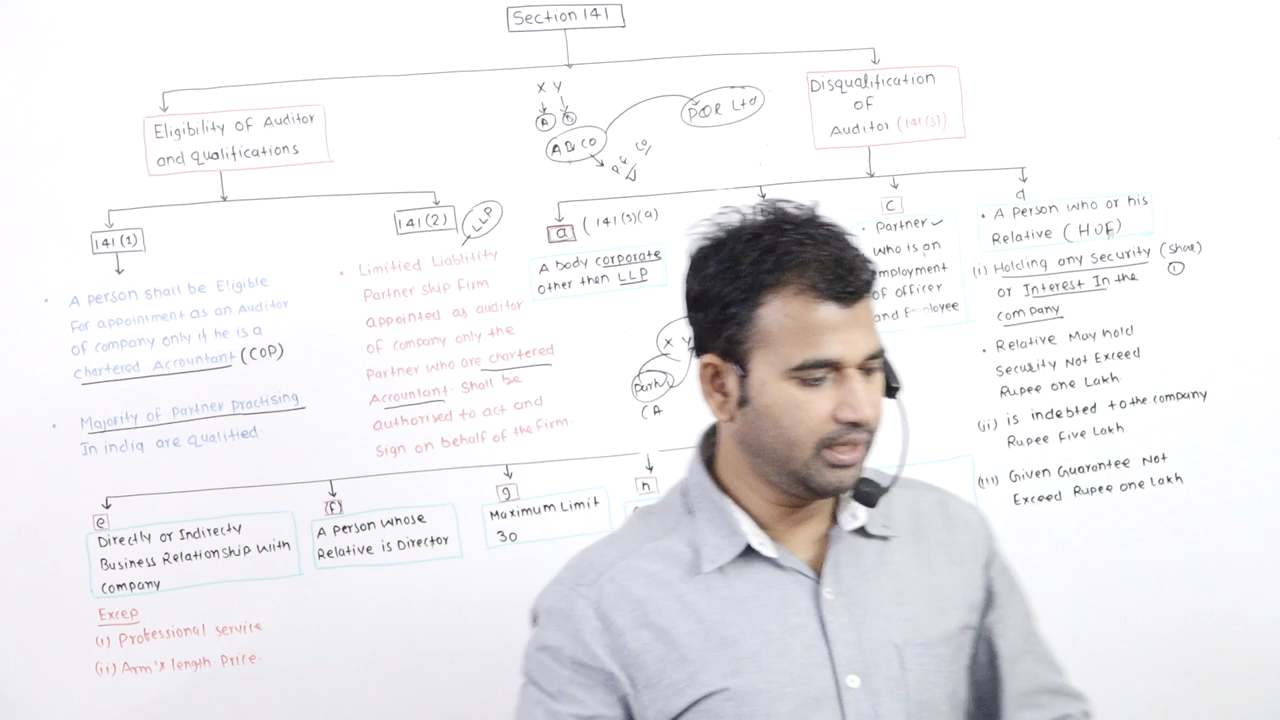 Section 141
Eligibility of Auditor
and qualifications
X Y
A
AB CO
PQR Ltd
Disqualification
OF
Auditor (141(3))
141(1)
A person shall be Eligible
For appointment as an Auditor
of company only if he is a
chartered Accountant (COP)
Majority of partner practising
In india are qualified.
141(2)
LLP
Limitied Liablitity
Partner ship Firm
appointed as auditor
of company only the
Partner who are chartered
Accountant. Shall be
authorised to act and
Sign on behalf of the Firm.
a
(141(3)(a)
A body corporate
other then LLP
X Y
CA
C
Partner
who is an
employment
of officer
and Employee
d
A Person who or his
Relative (HUF)
(i) Holding any Security (Share)
or Interest In the
company
1
Relative May hold
Security Not Exceed
Rupee one Lakh.
(ii) is indebted to the company
Rupee Five Lakh
(iii) Given Guarantee Not
Exceed Rupee one Lakh
e
Directly or Indirectly
Business Relationship with
company
Excep
(i) Professional service
(ii) Arm's length Price.
f
A person whose
Relative is Director
g
Maximum Limit
30
h